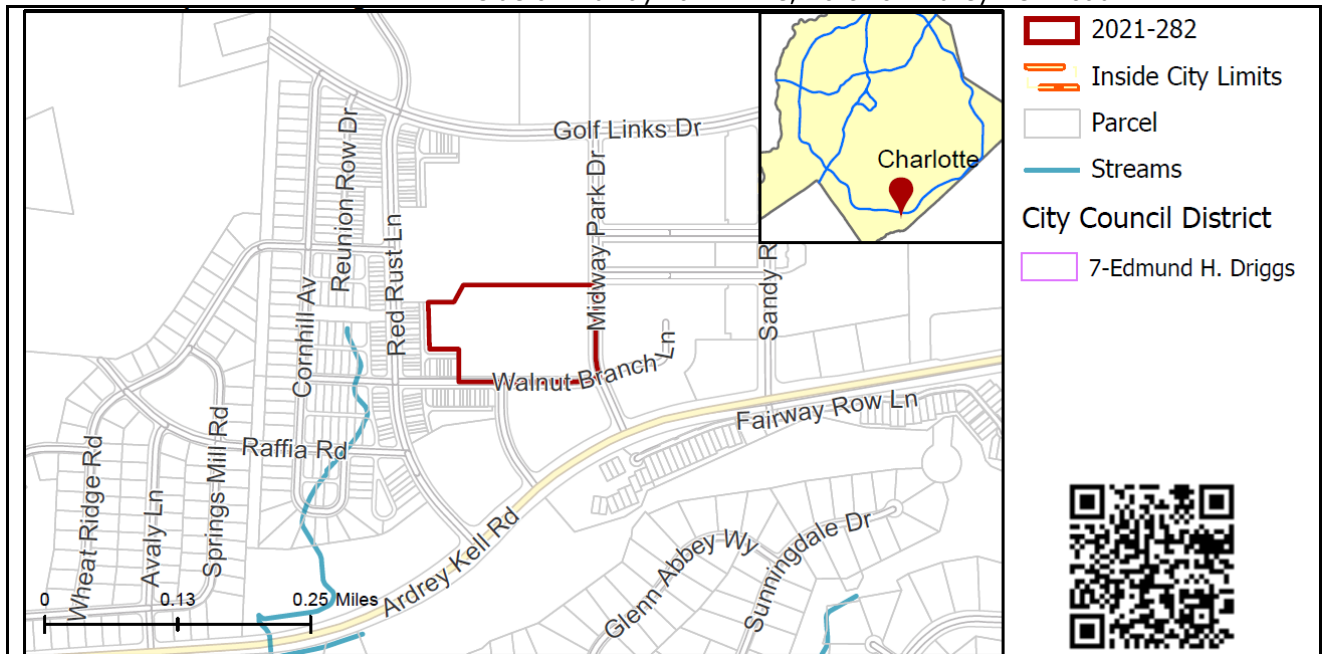 2021-282
Inside City Limits
Parcel
Streams
City Council District
7-Edmund H. Driggs
Charlotte
Golf Links Dr
Reunion Row Dr
Midway Park Dr
Red Rust Ln
Cornhill Av
Sandy R
Walnut Branch Ln
Fairway Row Ln
Raffia Rd
Springs Mill Rd
Wheat Ridge Rd
Avaly Ln
Ardrey Kell Rd
Glenn Abbey Wy
Sunningdale Dr
0 0.13 0.25 Miles